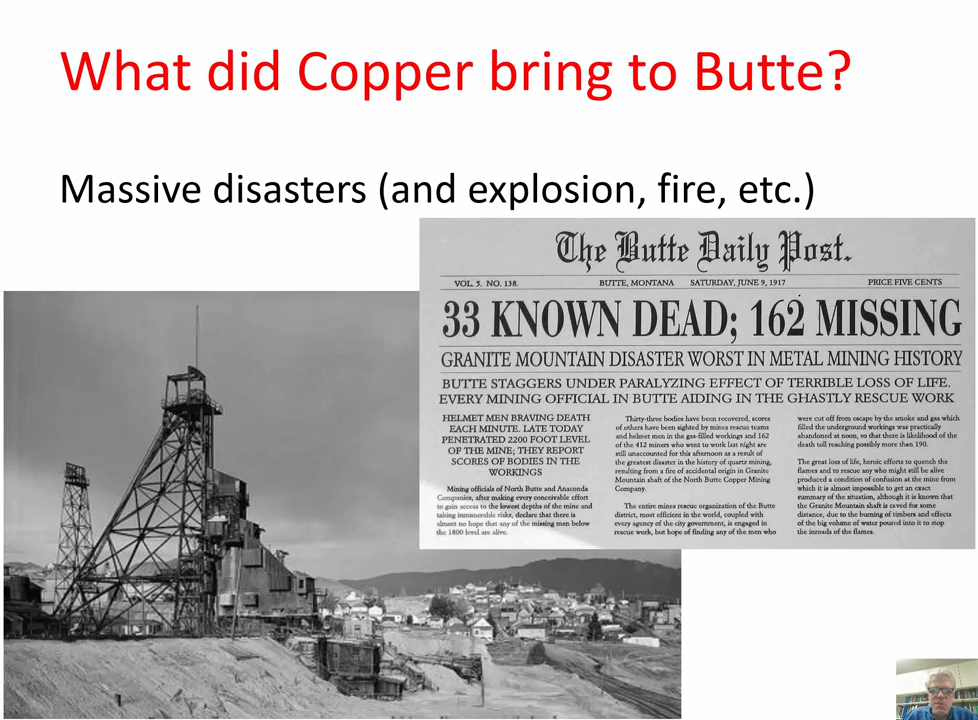 What did Copper bring to Butte?
Massive disasters (and explosion, fire, etc.)
The Butte Daily Post.
VOL. 5. NO. 138. BUTTE, MONTANA SATURDAY, JUNE 9, 1917 PRICE FIVE CENTS
33 KNOWN DEAD; 162 MISSING
GRANITE MOUNTAIN DISASTER WORST IN METAL MINING HISTORY
BUTTE STAGGERS UNDER PARALYZING EFFECT OF TERRIBLE LOSS OF LIFE.
EVERY MINING OFFICIAL IN BUTTE AIDING IN THE GHASTLY RESCUE WORK
HELMET MEN BRAVING DEATH
EACH MINUTE. LATE TODAY
PENETRATED 2200 FOOT LEVEL
OF THE MINE; THEY REPORT
SCORES OF BODIES IN THE
WORKINGS
Mining officials of North Butte and Anaconda
Companies, after making every conceivable effort
to gain access to the lowest depths of the mine and
taking innumerable risks, declare that there is
almost no hope that any of the missing men below
the 1800 level are alive.
Thirty-three bodies have been recovered, scores
of others have been sighted by mines rescue teams
and helmet men in the gas-filled workings and 162
of the 412 miners who went to work last night are
still unaccounted for this afternoon as a result of
the greatest disaster in the history of quartz mining,
resulting from a fire of accidental origin in Granite
Mountain shaft of the North Butte Copper Mining
Company.
The entire mines rescue organization of the Butte
district, most efficient in the world, coupled with
every agency of the city government, is engaged in
rescue work, but hope of finding any of the men who
were cut off from escape by the smoke and gas which
filled the underground workings was practically
abandoned at noon, so that there is likelihood of the
death toll reaching possibly more than 190.
The great loss of life, heroic efforts to quench the
flames and to rescue any who might still be alive
produced a condition of confusion at the mine from
which it is almost impossible to get an exact
summary of the situation, although it is known that
the Granite Mountain shaft is caved for some
distance, due to the burning of timbers and effects
of the big volume of water poured into it to stop
the inroads of the flames.